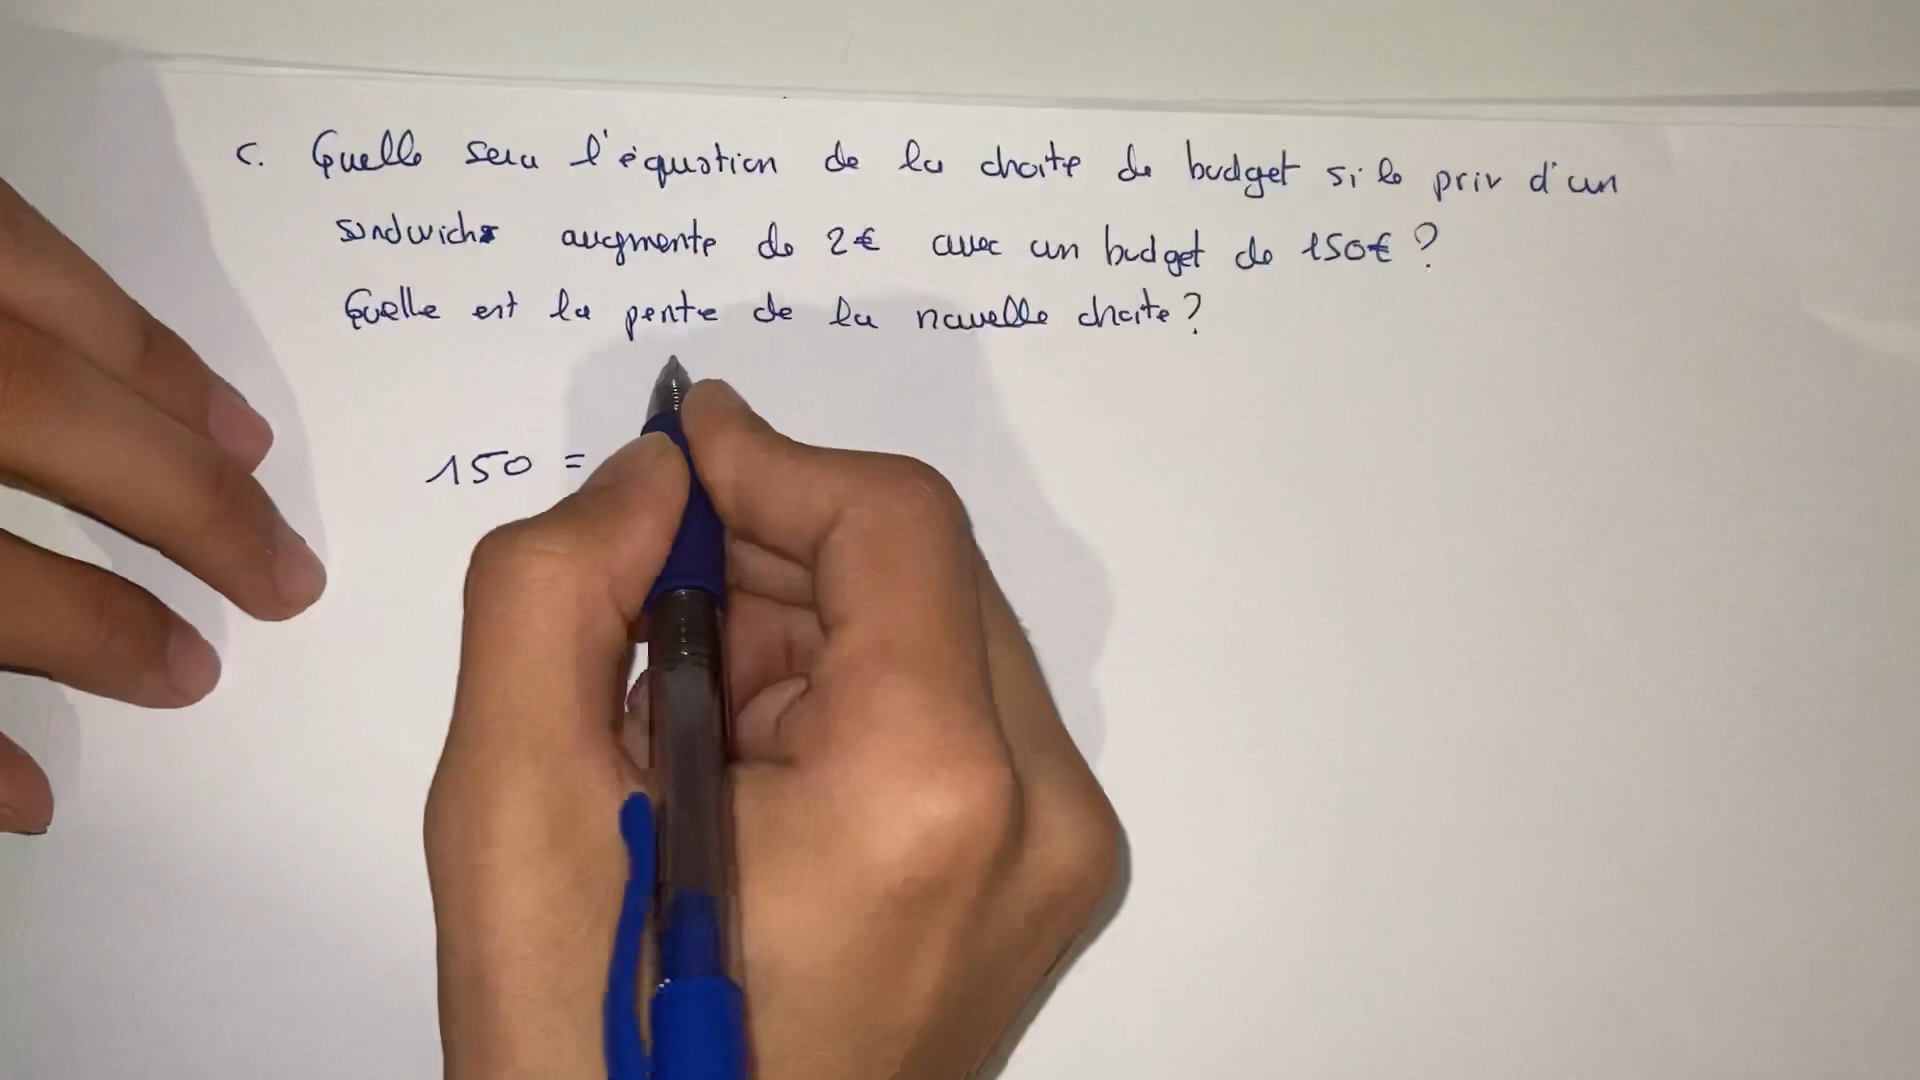 c. Quelle sera l'équation de la droite de budget si le prix d'un
sandwich augmente de 2€ avec un budget de 150€ ?
Quelle est la pente de la nouvelle droite ?
150 =